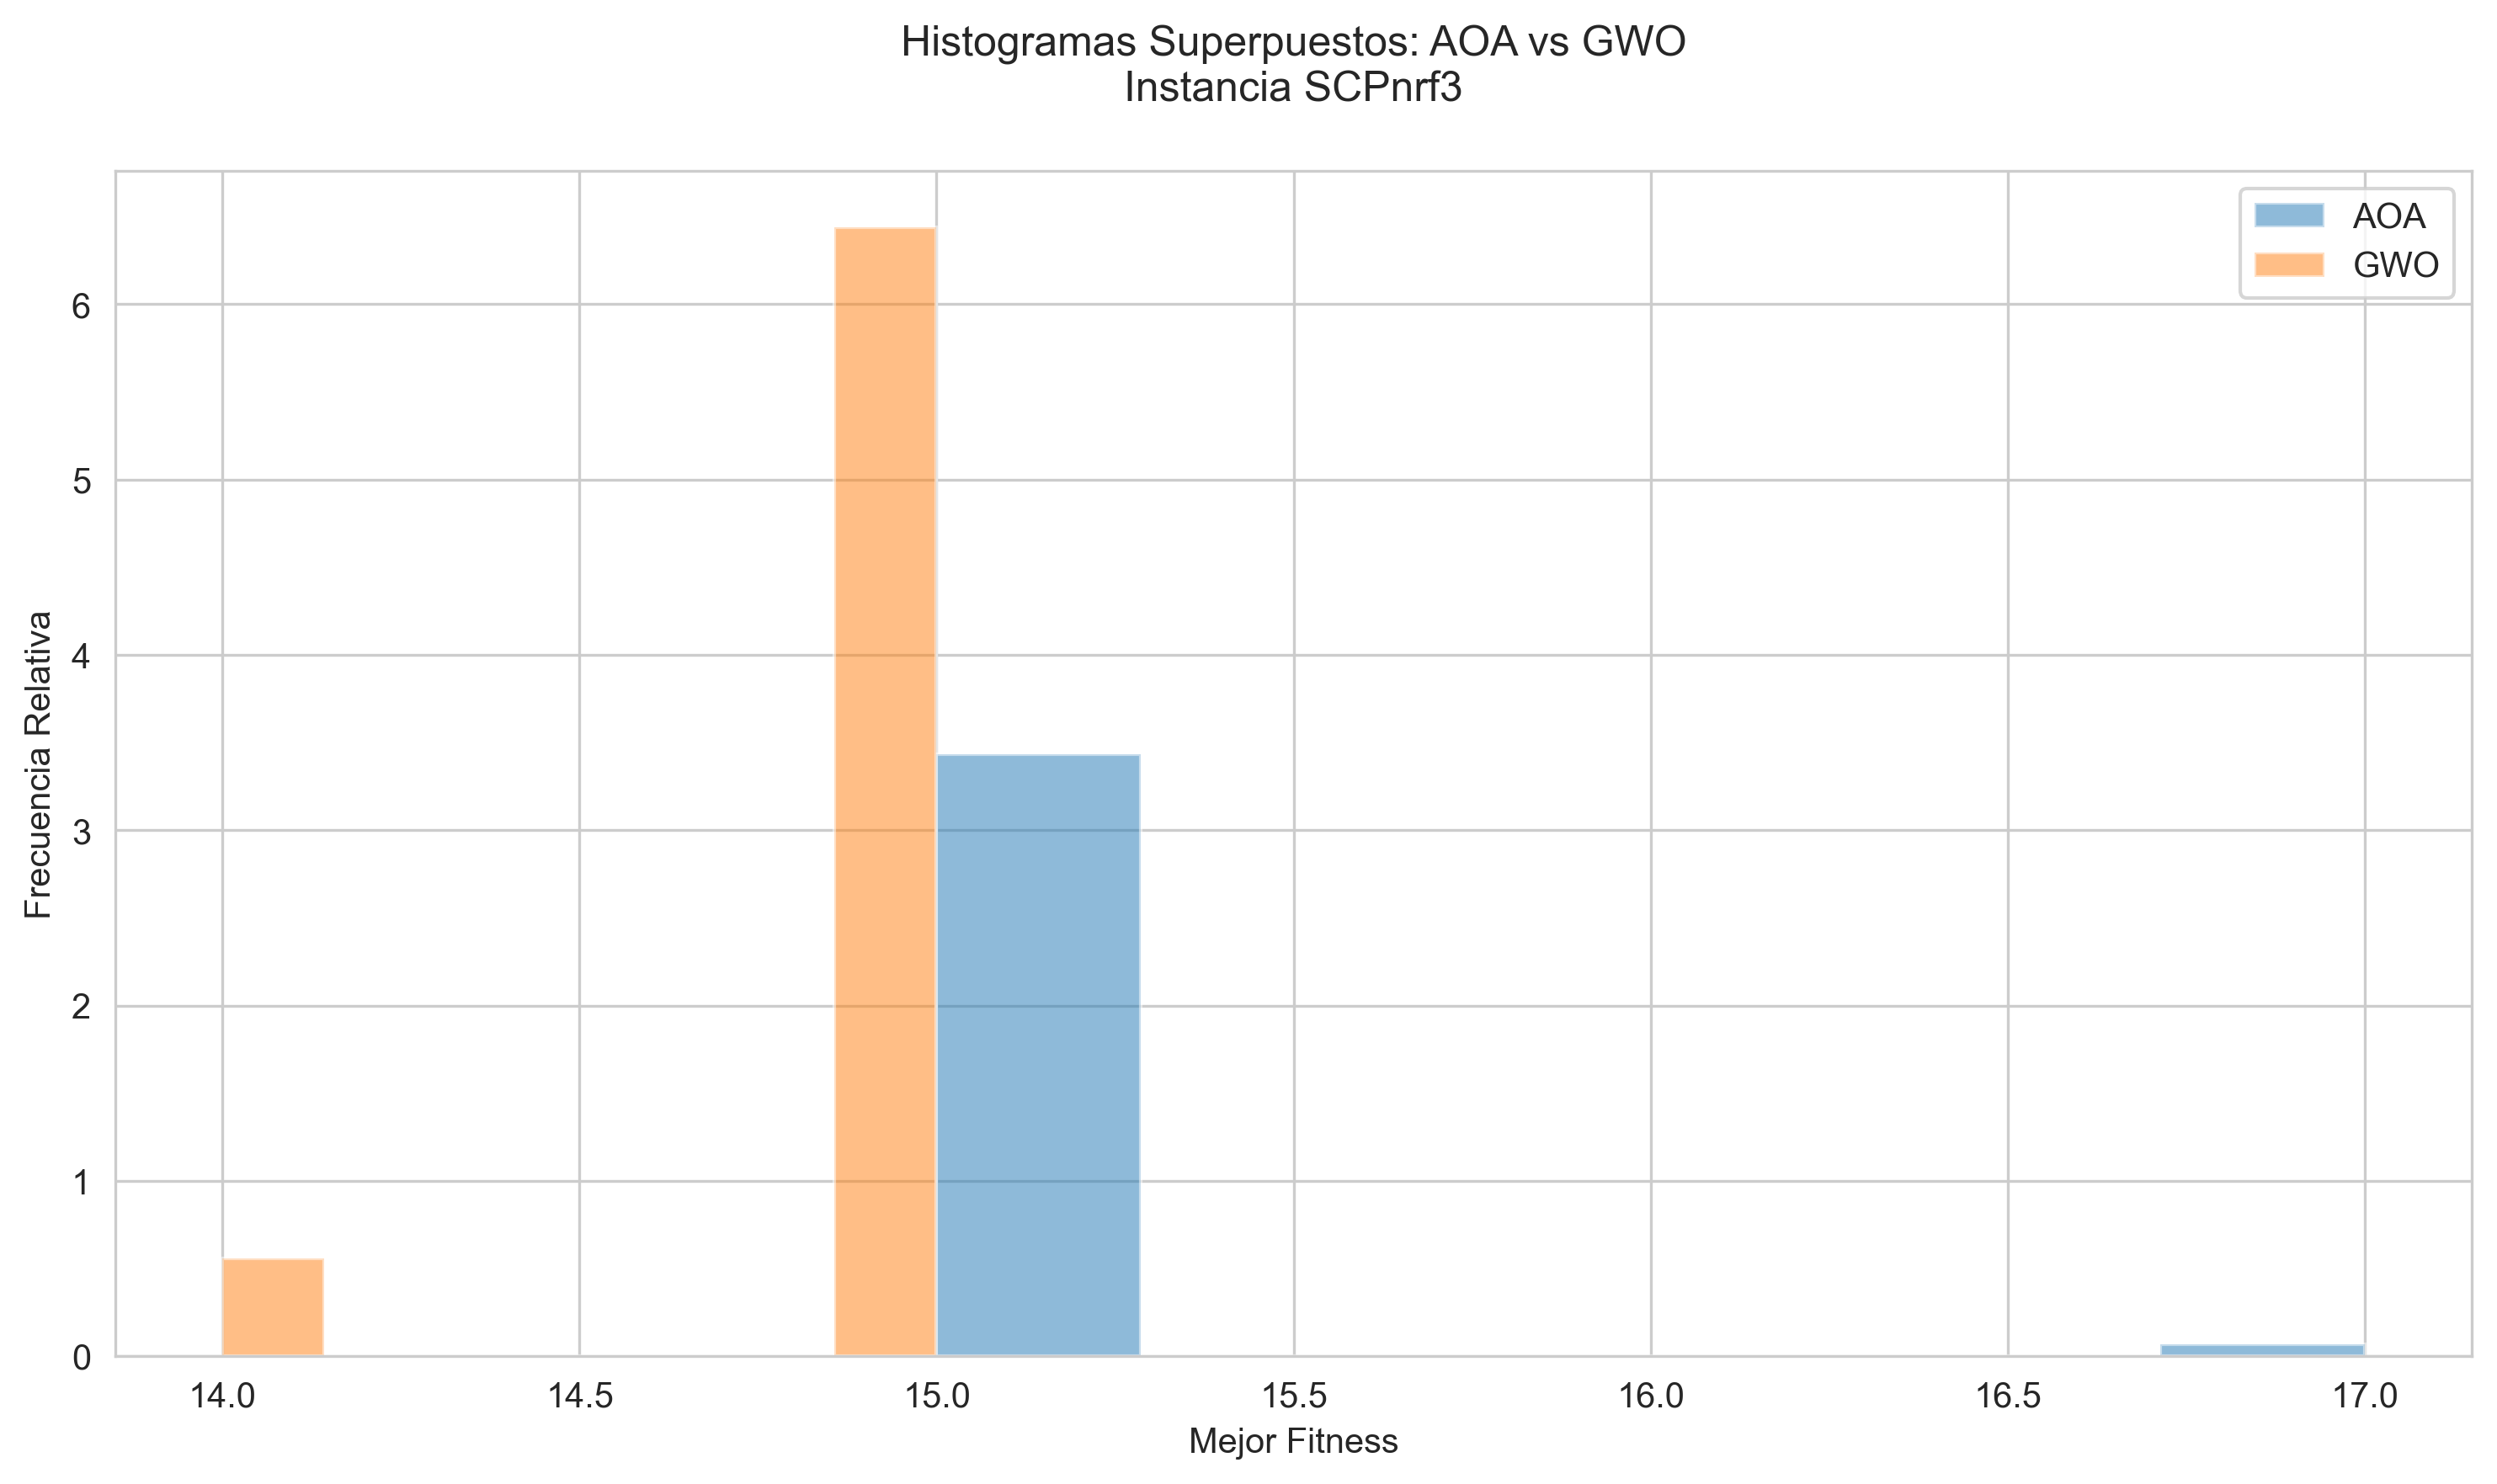 Histogramas Superpuestos: AOA vs GWO
Instancia SCPnrf3
AOA
GWO
Frecuencia Relativa
6
5
4
3
2
1
0
14.0 14.5 15.0 15.5 16.0 16.5 17.0
Mejor Fitness